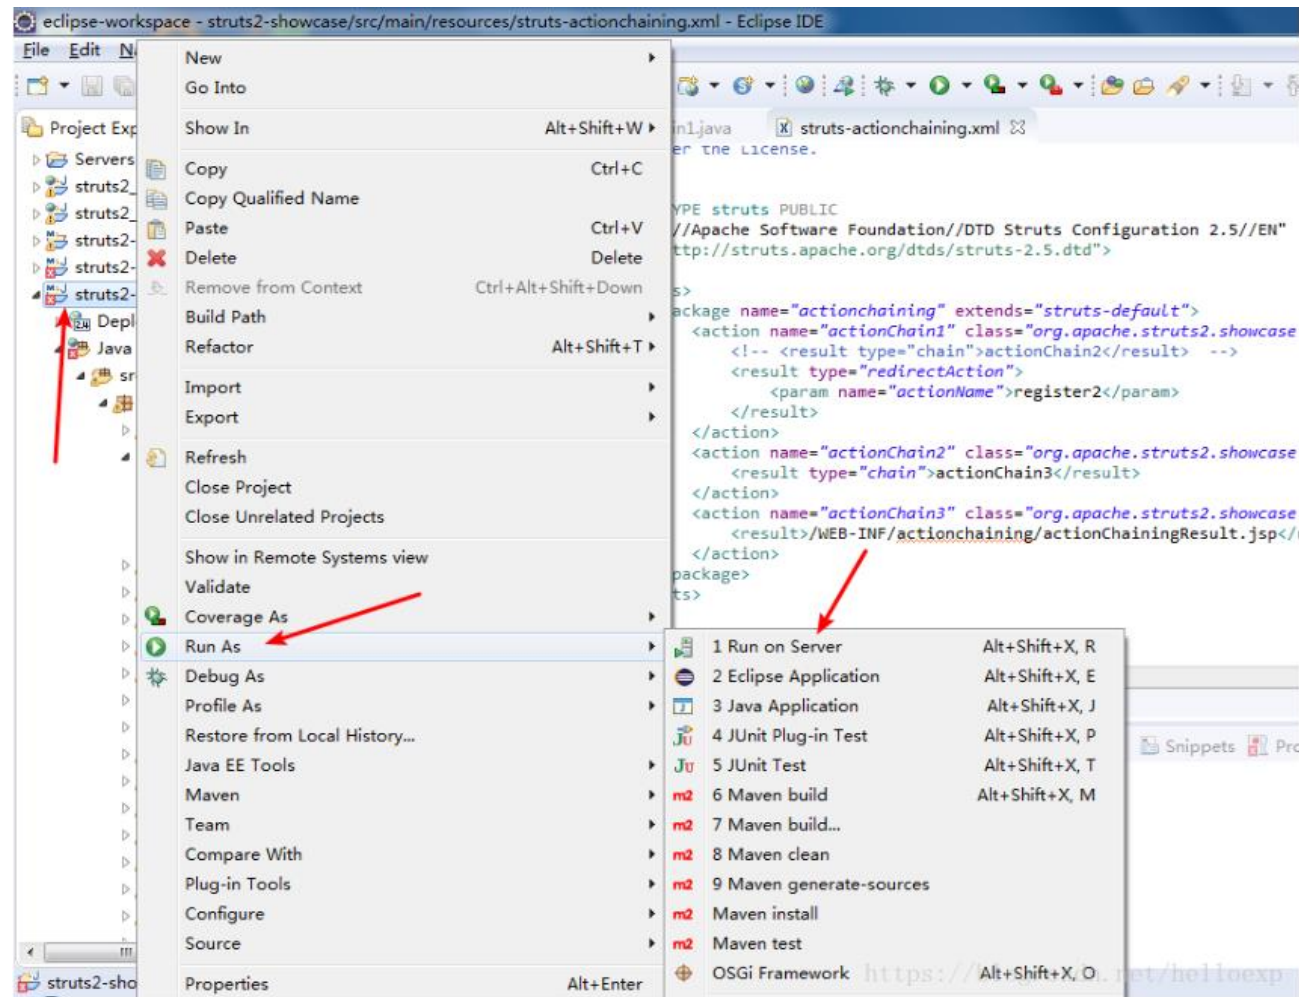 eclipse-workspace - struts2-showcase/src/main/resources/struts-actionchaining.xml - Eclipse IDE
File Edit
Project Exp
Servers
struts2_
struts2_
struts2-
struts2-
struts2-
Depl
Java
sr
struts2-sho
New
Go Into
Show In Alt+Shift+W
Copy Ctrl+C
Copy Qualified Name
Paste Ctrl+V
Delete Delete
Remove from Context Ctrl+Alt+Shift+Down
Build Path
Refactor Alt+Shift+T
Import
Export
Refresh
Close Project
Close Unrelated Projects
Show in Remote Systems view
Validate
Coverage As
Run As
Debug As
Profile As
Restore from Local History...
Java EE Tools
Maven
Team
Compare With
Plug-in Tools
Configure
Source
Properties Alt+Enter
in1.java struts-actionchaining.xml
er the License.
YPE struts PUBLIC
//Apache Software Foundation//DTD Struts Configuration 2.5//EN"
ttp://struts.apache.org/dtds/struts-2.5.dtd">
s>
ackage name="actionchaining" extends="struts-default">
<action name="actionChain1" class="org.apache.struts2.showcase
<!-- <result type="chain">actionChain2</result> -->
<result type="redirectAction">
<param name="actionName">register2</param>
</result>
</action>
<action name="actionChain2" class="org.apache.struts2.showcase
<result type="chain">actionChain3</result>
</action>
<action name="actionChain3" class="org.apache.struts2.showcase
<result>/WEB-INF/actionchaining/actionChainingResult.jsp</
</action>
package>
ts>
1 Run on Server Alt+Shift+X, R
2 Eclipse Application Alt+Shift+X, E
3 Java Application Alt+Shift+X, J
4 JUnit Plug-in Test Alt+Shift+X, P
5 JUnit Test Alt+Shift+X, T
6 Maven build Alt+Shift+X, M
7 Maven build...
8 Maven clean
9 Maven generate-sources
Maven install
Maven test
OSGi Framework Alt+Shift+X, O
Snippets Pro